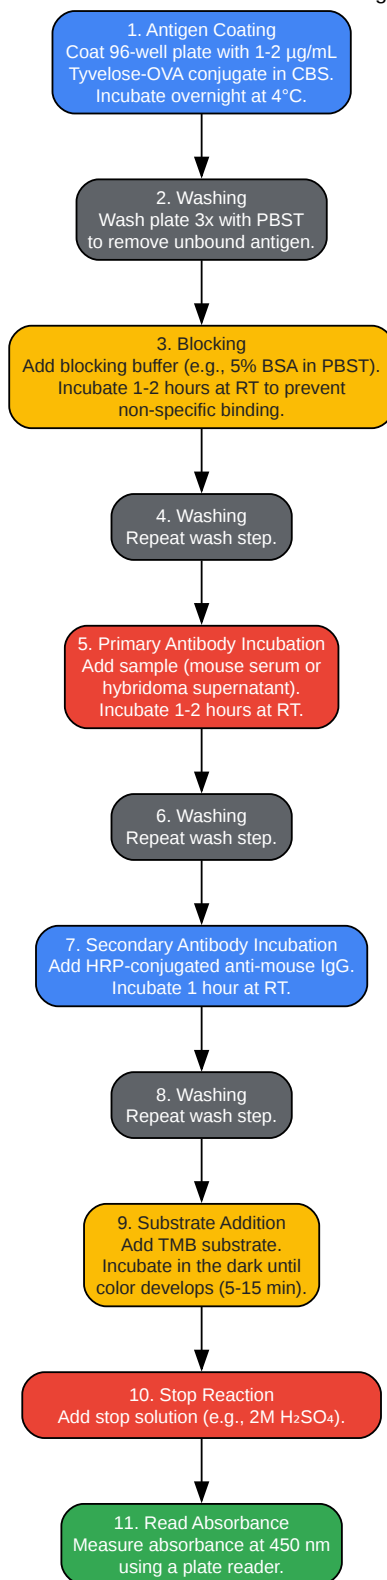 1. Antigen Coating
Coat 96-well plate with 1-2 µg/mL
Tyvelose-OVA conjugate in CBS.
Incubate overnight at 4°C.
2. Washing
Wash plate 3x with PBST
to remove unbound antigen.
3. Blocking
Add blocking buffer (e.g., 5% BSA in PBST).
Incubate 1-2 hours at RT to prevent
non-specific binding.
4. Washing
Repeat wash step.
5. Primary Antibody Incubation
Add sample (mouse serum or
hybridoma supernatant).
Incubate 1-2 hours at RT.
6. Washing
Repeat wash step.
7. Secondary Antibody Incubation
Add HRP-conjugated anti-mouse IgG.
Incubate 1 hour at RT.
8. Washing
Repeat wash step.
9. Substrate Addition
Add TMB substrate.
Incubate in the dark until
color develops (5-15 min).
10. Stop Reaction
Add stop solution (e.g., 2M H₂SO₄).
11. Read Absorbance
Measure absorbance at 450 nm
using a plate reader.